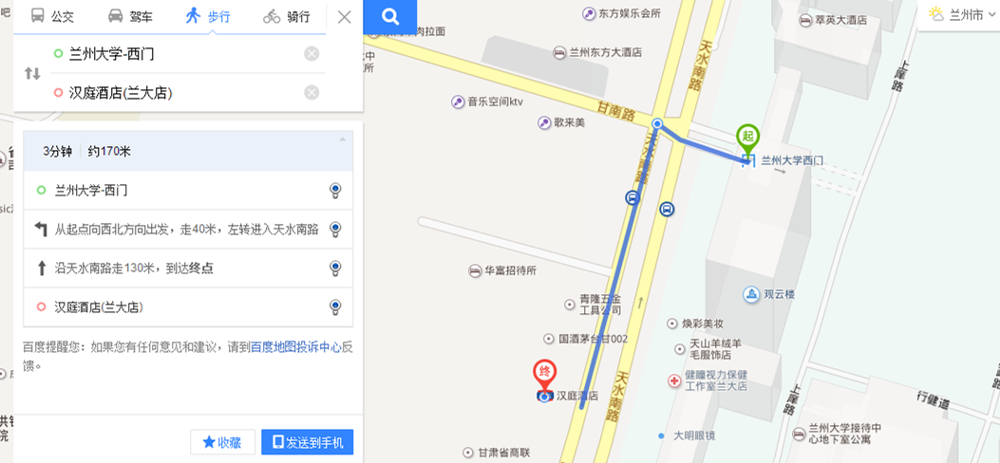 吧
公交
驾车
步行
骑行
兰州大学-西门
汉庭酒店(兰大店)
3分钟
约170米
兰州大学-西门
从起点向西北方向出发，走40米，左转进入天水南路
沿天水南路走130米，到达终点
汉庭酒店(兰大店)
百度提醒您：如果您有任何意见和建议，请到百度地图投诉中心反
馈。
收藏
发送到手机
兰州市
东方娱乐会所
萃英大酒店
肉拉面
兰州东方大酒店
天水南路
上庠路
音乐空间ktv
甘南路
歌来美
起
兰州大学西门
天水南路
华富招待所
观云楼
青隆五金
工具公司
焕彩美妆
国酒茅台甘002
天山羊绒羊
毛服饰店
终
汉庭酒店
健瞳视力保健
工作室兰大店
天水南路
上庠路
行健道
兰州大学接待中
心地下室公寓
大明眼镜
甘肃省商联